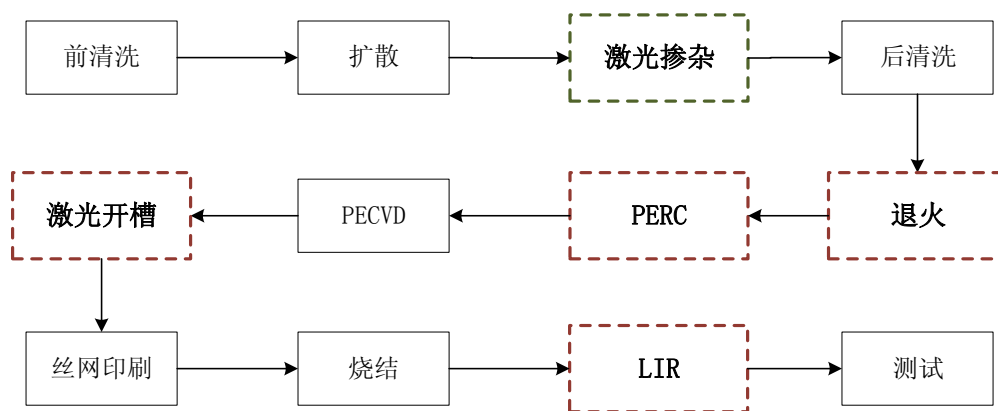 前清洗
扩散
激光掺杂
后清洗
激光开槽
PECVD
PERC
退火
丝网印刷
烧结
LIR
测试